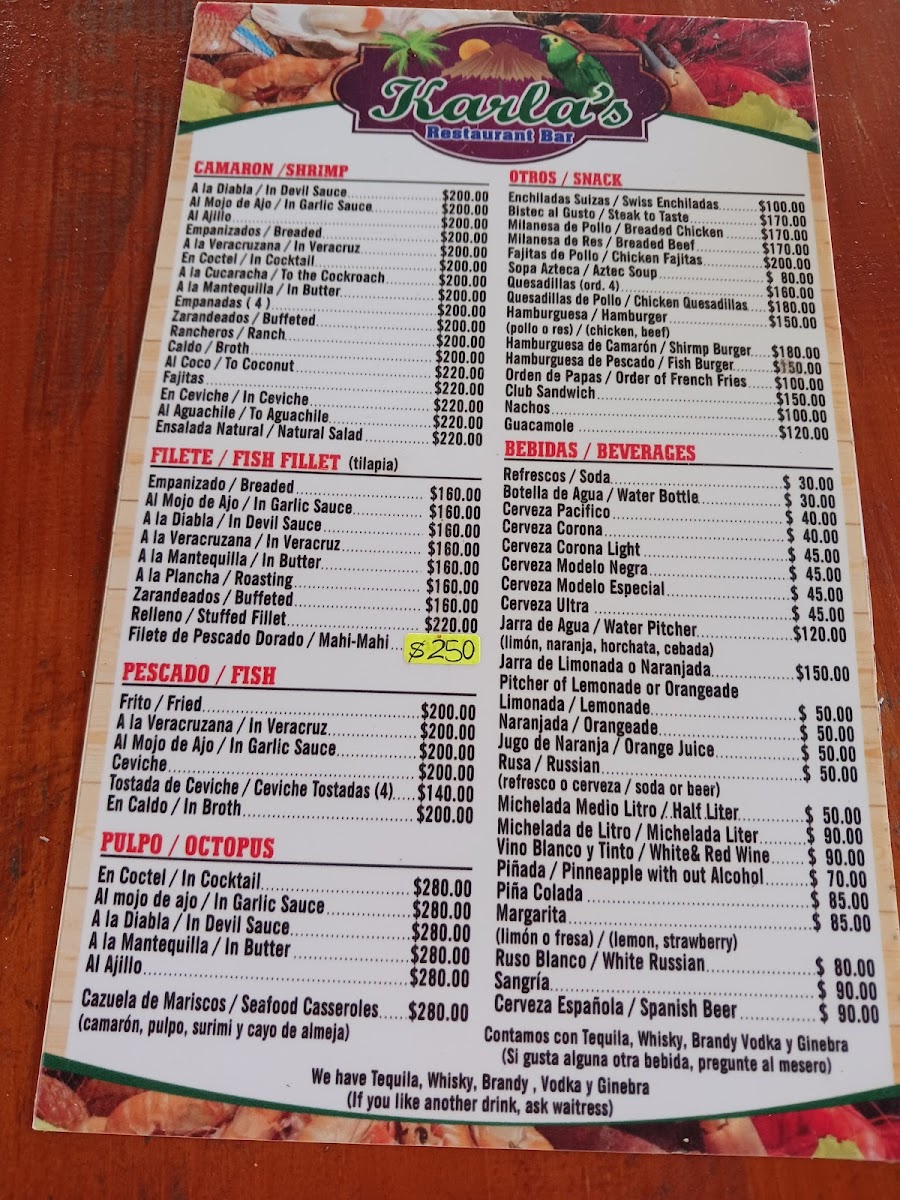 Karla's
Restaurant Bar
CAMARON /SHRIMP
A la Diabla / In Devil Sauce $200.00
Al Mojo de Ajo / In Garlic Sauce $200.00
Al Ajillo $200.00
Empanizados / Breaded $200.00
A la Veracruzana / In Veracruz $200.00
En Coctel / In Cocktail $200.00
A la Cucaracha / To the Cockroach $200.00
A la Mantequilla / In Butter $200.00
Empanadas ( 4 ) $200.00
Zarandeados / Buffeted $200.00
Rancheros / Ranch $200.00
Caldo / Broth $200.00
Al Coco / To Coconut $220.00
Fajitas $220.00
En Ceviche / In Ceviche $220.00
Al Aguachile / To Aguachile $220.00
Ensalada Natural / Natural Salad $220.00
FILETE / FISH FILLET (tilapia)
Empanizado / Breaded $160.00
Al Mojo de Ajo / In Garlic Sauce $160.00
A la Diabla / In Devil Sauce $160.00
A la Veracruzana / In Veracruz $160.00
A la Mantequilla / In Butter $160.00
A la Plancha / Roasting $160.00
Zarandeados / Buffeted $160.00
Relleno / Stuffed Fillet $220.00
Filete de Pescado Dorado / Mahi-Mahi $250
PESCADO / FISH
Frito / Fried $200.00
A la Veracruzana / In Veracruz $200.00
Al Mojo de Ajo / In Garlic Sauce $200.00
Ceviche $200.00
Tostada de Ceviche / Ceviche Tostadas (4) $140.00
En Caldo / In Broth $200.00
PULPO / OCTOPUS
En Coctel / In Cocktail $280.00
Al mojo de ajo / In Garlic Sauce $280.00
A la Diabla / In Devil Sauce $280.00
A la Mantequilla / In Butter $280.00
Al Ajillo $280.00
Cazuela de Mariscos / Seafood Casseroles $280.00
(camarón, pulpo, surimi y cayo de almeja)
OTROS / SNACK
Enchiladas Suizas / Swiss Enchiladas $100.00
Bistec al Gusto / Steak to Taste $170.00
Milanesa de Pollo / Breaded Chicken $170.00
Milanesa de Res / Breaded Beef $170.00
Fajitas de Pollo / Chicken Fajitas $200.00
Sopa Azteca / Aztec Soup $ 80.00
Quesadillas (ord. 4) $160.00
Quesadillas de Pollo / Chicken Quesadillas $180.00
Hamburguesa / Hamburger $150.00
(pollo o res) / (chicken, beef)
Hamburguesa de Camarón / Shirmp Burger $180.00
Hamburguesa de Pescado / Fish Burger $150.00
Orden de Papas / Order of French Fries $100.00
Club Sandwich $150.00
Nachos $100.00
Guacamole $120.00
BEBIDAS / BEVERAGES
Refrescos / Soda $ 30.00
Botella de Agua / Water Bottle $ 30.00
Cerveza Pacifico $ 40.00
Cerveza Corona $ 40.00
Cerveza Corona Light $ 45.00
Cerveza Modelo Negra $ 45.00
Cerveza Modelo Especial $ 45.00
Cerveza Ultra $ 45.00
Jarra de Agua / Water Pitcher $120.00
(limón, naranja, horchata, cebada)
Jarra de Limonada o Naranjada $150.00
Pitcher of Lemonade or Orangeade
Limonada / Lemonade $ 50.00
Naranjada / Orangeade $ 50.00
Jugo de Naranja / Orange Juice $ 50.00
Rusa / Russian $ 50.00
(refresco o cerveza / soda or beer)
Michelada Medio Litro / Half Liter $ 50.00
Michelada de Litro / Michelada Liter $ 90.00
Vino Blanco y Tinto / White& Red Wine $ 90.00
Piñada / Pinneapple with out Alcohol $ 70.00
Piña Colada $ 85.00
Margarita $ 85.00
(limón o fresa) / (lemon, strawberry)
Ruso Blanco / White Russian $ 80.00
Sangría $ 90.00
Cerveza Española / Spanish Beer $ 90.00
Contamos con Tequila, Whisky, Brandy Vodka y Ginebra
(Si gusta alguna otra bebida, pregunte al mesero)
We have Tequila, Whisky, Brandy , Vodka y Ginebra
(If you like another drink, ask waitress)